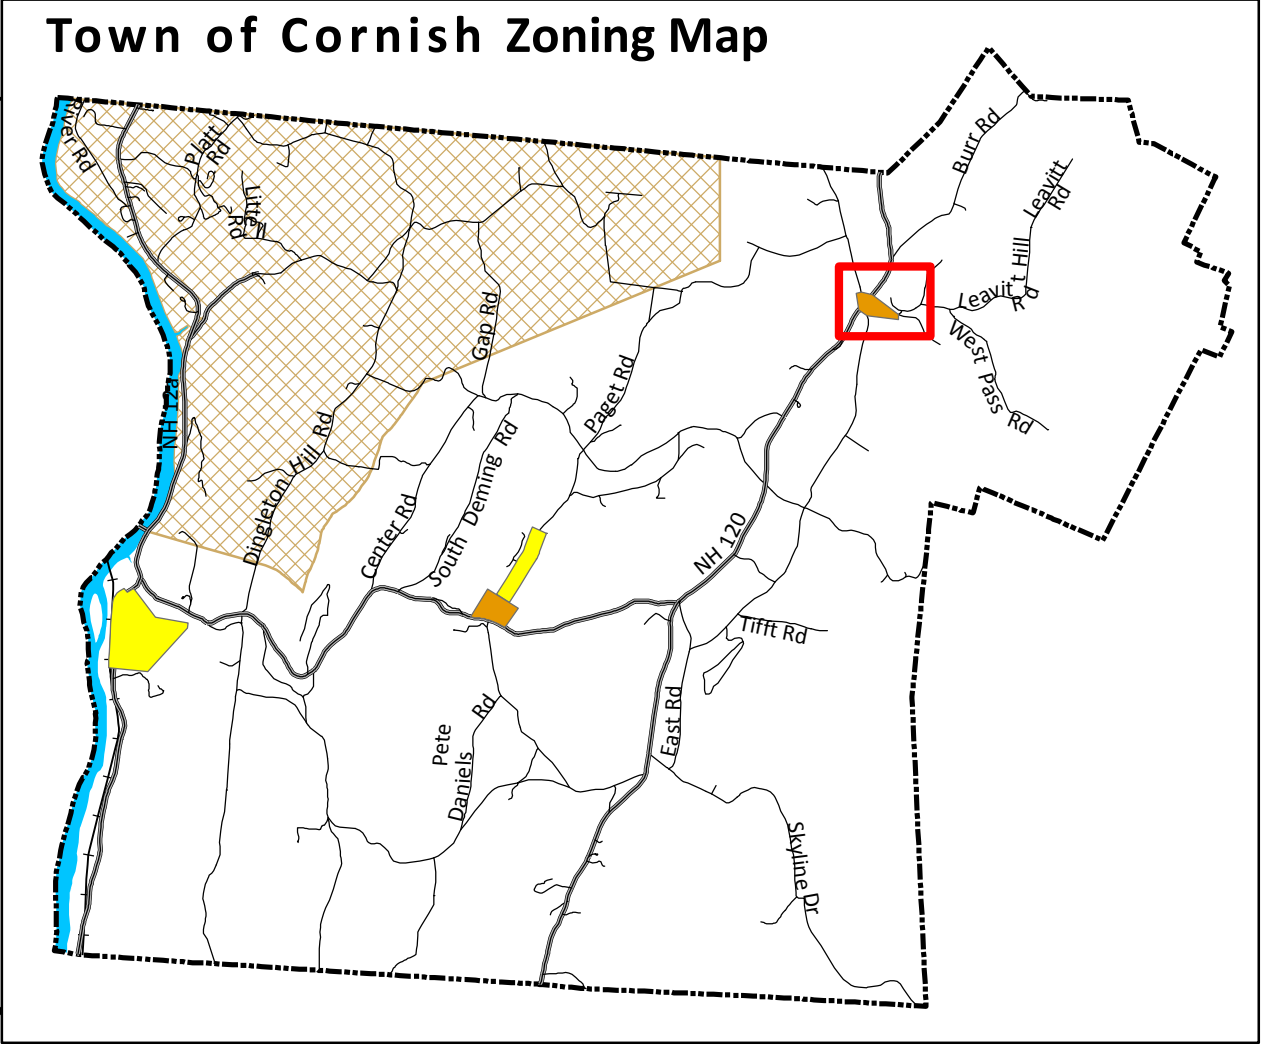 Town of Cornish Zoning Map
River Rd
Platt
Rd
Littell
Rd
Burr Rd
Leavitt
Rd
Leavitt Hill
Rd
West Pass Rd
NH 12a
Gap Rd
Paget Rd
Dingleton Hill Rd
Center Rd
South Deming Rd
NH 120
Tifft Rd
East Rd
Pete
Daniels
Rd
Skyline Dr